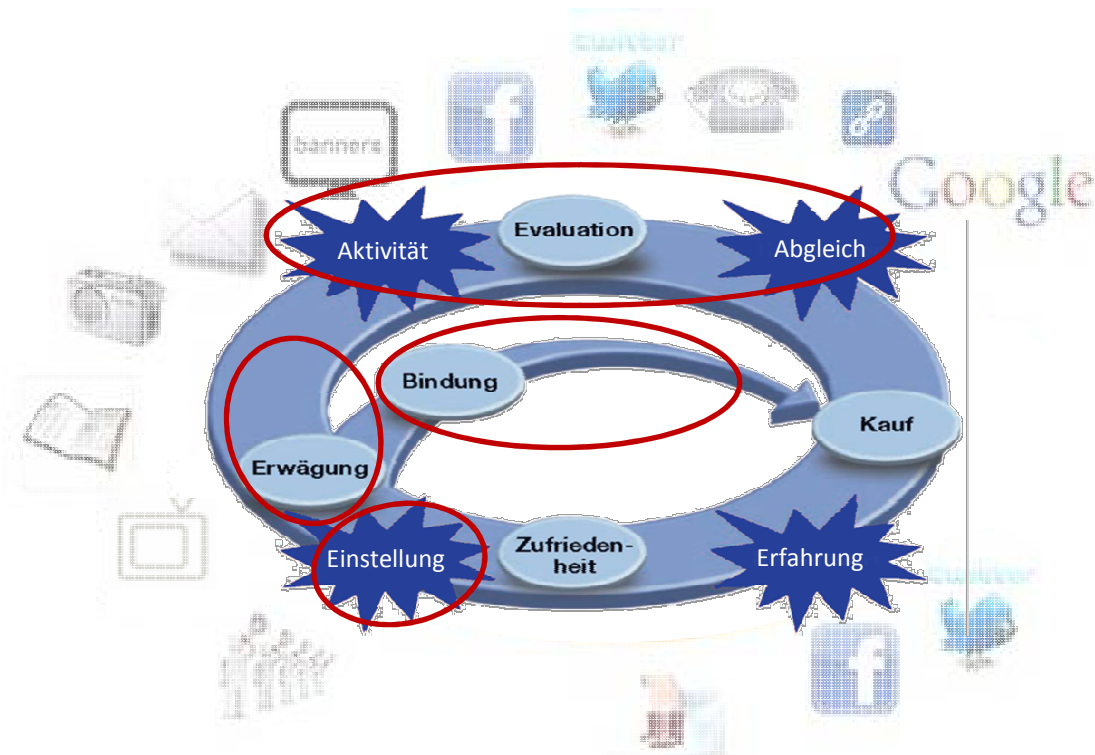 twitter
banners
Google
Evaluation
Aktivität
Abgleich
Bindung
Kauf
Erwägung
Einstellung
Zufrieden-
heit
Erfahrung
twitter